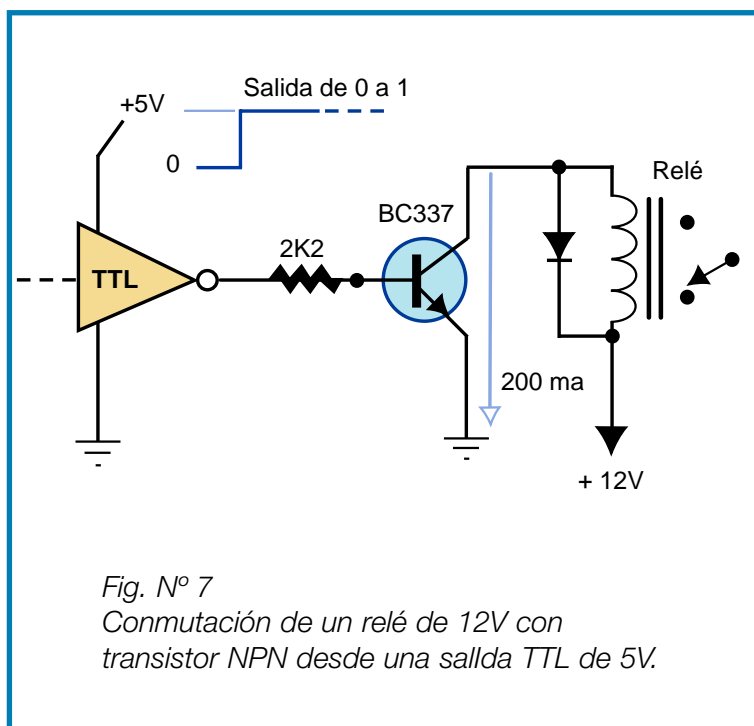 Salida de 0 a 1
+5V
0
Relé
BC337
2K2
TTL
200 ma
+ 12V
Fig. Nº 7
Conmutación de un relé de 12V con
transistor NPN desde una sallda TTL de 5V.